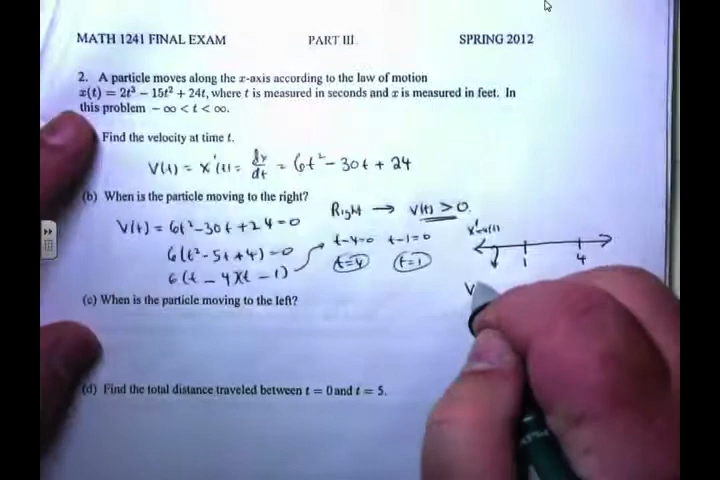 MATH 1241 FINAL EXAM PART III SPRING 2012
2. A particle moves along the x-axis according to the law of motion
x(t) = 2t³ − 15t² + 24t, where t is measured in seconds and x is measured in feet. In
this problem − ∞ < t < ∞.
Find the velocity at time t.
V(t) = x'(t) = dx/dt = 6t² − 30t + 24
(b) When is the particle moving to the right?
Right → v(t) > 0.
V(t) = 6t² − 30t + 24 = 0
6(t² − 5t + 4) = 0
6(t − 4)(t − 1)
t−4=0 t−1=0
t=4 t=1
x'=v(t)
1 4
V
(c) When is the particle moving to the left?
(d) Find the total distance traveled between t = 0 and t = 5.